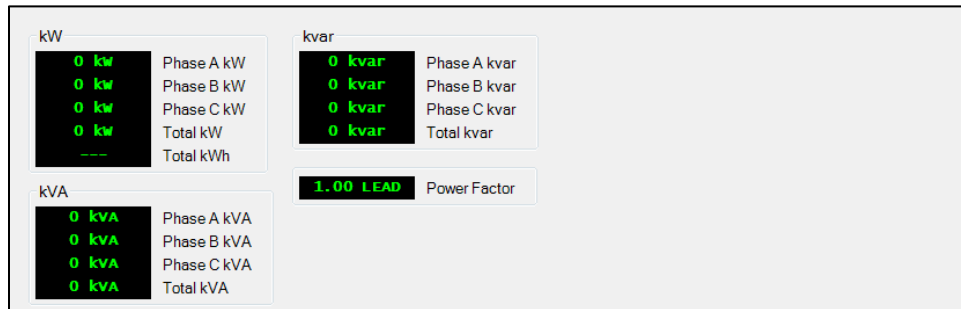 kW
0 kW Phase A kW
0 kW Phase B kW
0 kW Phase C kW
0 kW Total kW
--- Total kWh
kVA
0 kVA Phase A kVA
0 kVA Phase B kVA
0 kVA Phase C kVA
0 kVA Total kVA
kvar
0 kvar Phase A kvar
0 kvar Phase B kvar
0 kvar Phase C kvar
0 kvar Total kvar
1.00 LEAD Power Factor